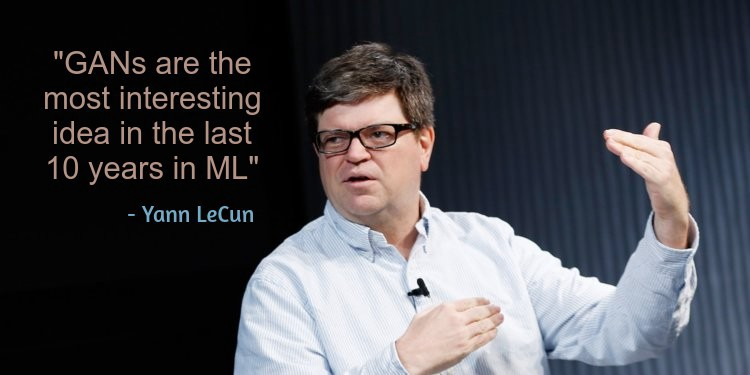 "GANs are the
most interesting
idea in the last
10 years in ML"
- Yann LeCun